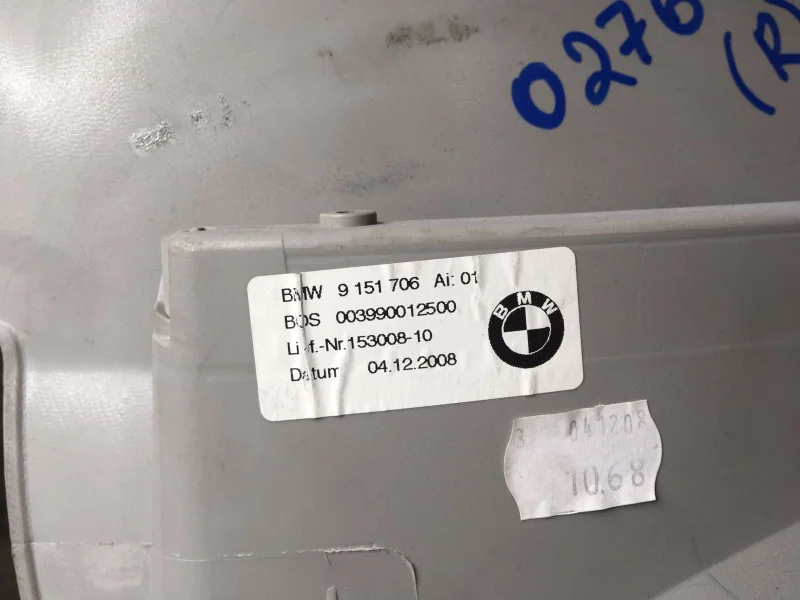 0276
(R)
BMW 9 151 706 Ai: 01
BOS 003990012500
Lief.-Nr.153008-10
Datum 04.12.2008
BMW
3 041208
10.68